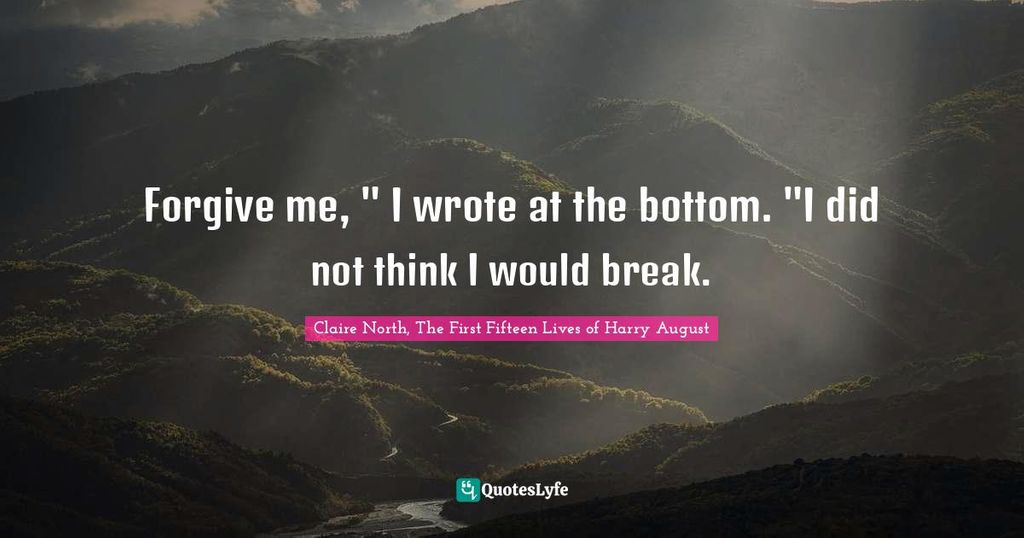 Forgive me, " I wrote at the bottom. "I did
not think I would break.
Claire North, The First Fifteen Lives of Harry August
QuotesLyfe